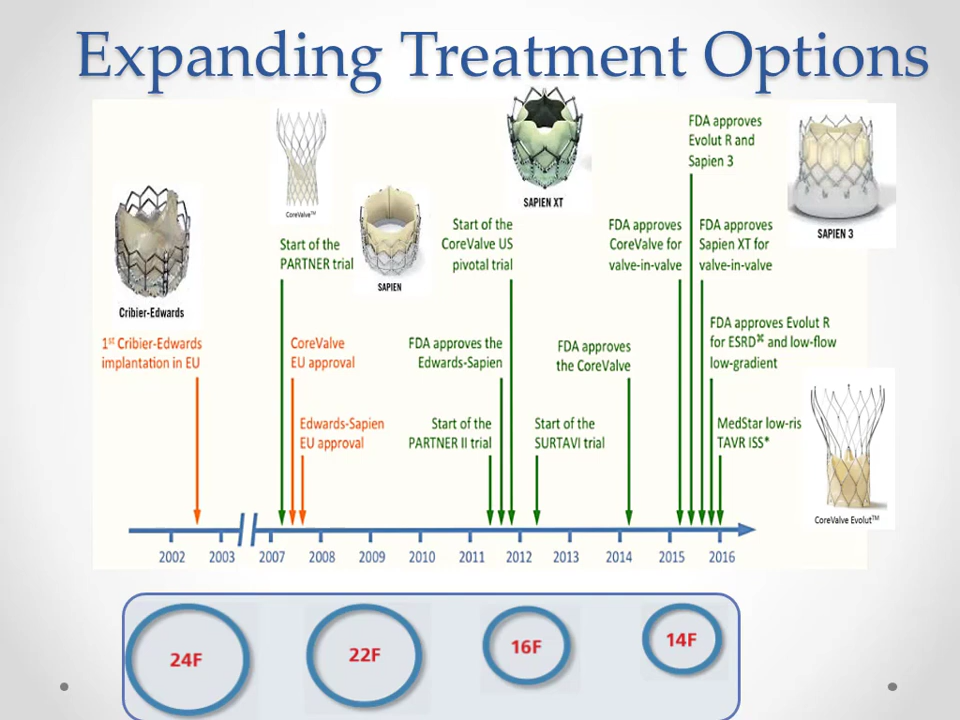 Expanding Treatment Options
CoreValve™
Cribier-Edwards
SAPIEN
SAPIEN XT
SAPIEN 3
CoreValve Evolut™
1st Cribier-Edwards
implantation in EU
Start of the
PARTNER trial
CoreValve
EU approval
Edwards-Sapien
EU approval
Start of the
CoreValve US
pivotal trial
FDA approves the
Edwards-Sapien
Start of the
PARTNER II trial
Start of the
SURTAVI trial
FDA approves
the CoreValve
FDA approves
CoreValve for
valve-in-valve
FDA approves
Evolut R and
Sapien 3
FDA approves
Sapien XT for
valve-in-valve
FDA approves Evolut R
for ESRD⌘ and low-flow
low-gradient
MedStar low-ris
TAVR ISS*
2002 2003 2007 2008 2009 2010 2011 2012 2013 2014 2015 2016
24F 22F 16F 14F